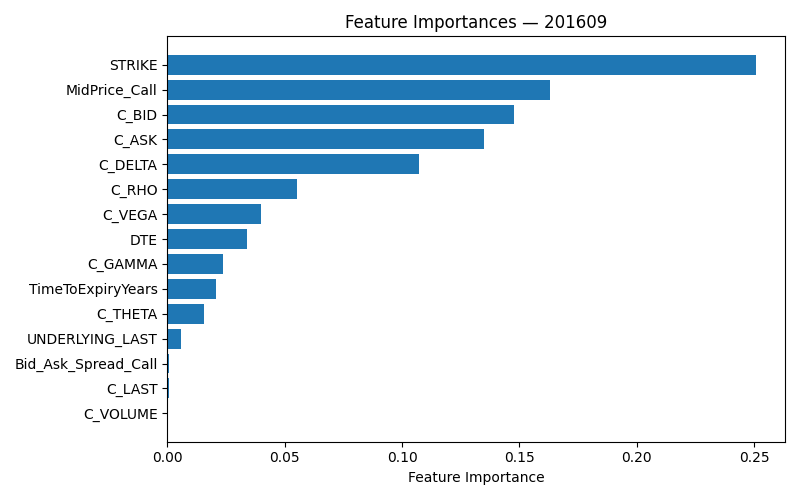 Feature Importances — 201609
STRIKE
MidPrice_Call
C_BID
C_ASK
C_DELTA
C_RHO
C_VEGA
DTE
C_GAMMA
TimeToExpiryYears
C_THETA
UNDERLYING_LAST
Bid_Ask_Spread_Call
C_LAST
C_VOLUME
0.00 0.05 0.10 0.15 0.20 0.25
Feature Importance